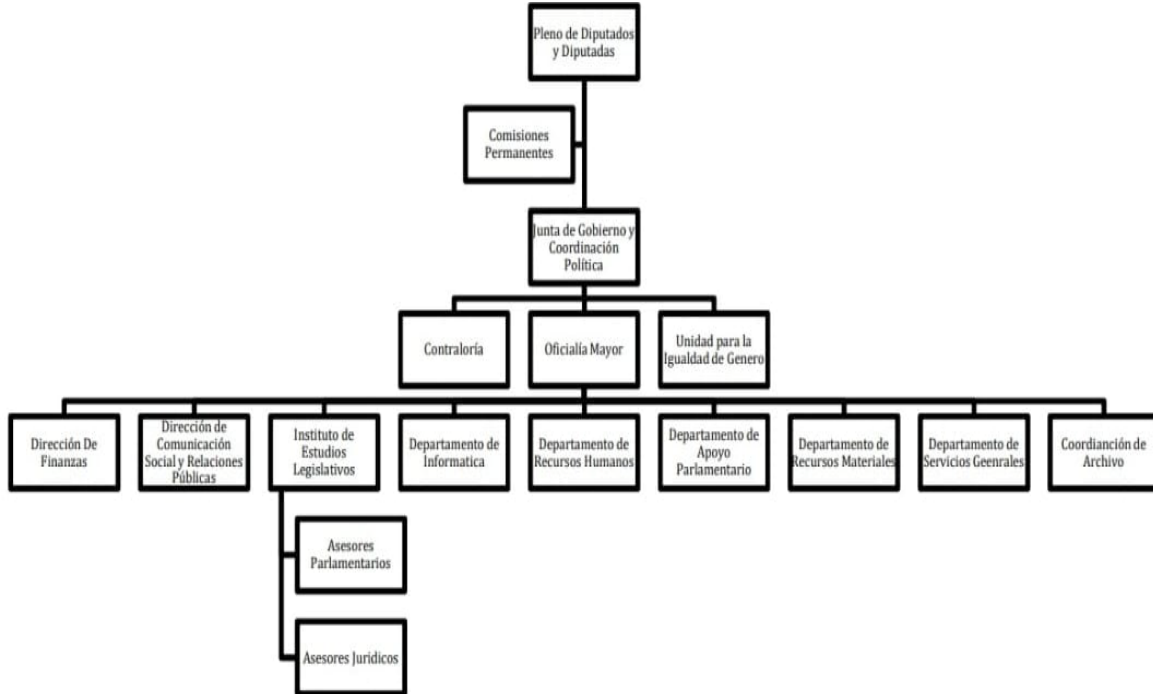 Pleno de Diputados
y Diputadas
Comisiones
Permanentes
Junta de Gobierno y
Coordinación
Política
Contraloría
Oficialía Mayor
Unidad para la
Igualdad de Genero
Dirección De
Finanzas
Dirección de
Comunicación
Social y Relaciones
Públicas
Instituto de
Estudios
Legislativos
Departamento de
Informatica
Departamento de
Recursos Humanos
Departamento de
Apoyo
Parlamentario
Departamento de
Recursos Materiales
Departamento de
Servicios Geenrales
Coordianción de
Archivo
Asesores
Parlamentarios
Asesores Jurídicos